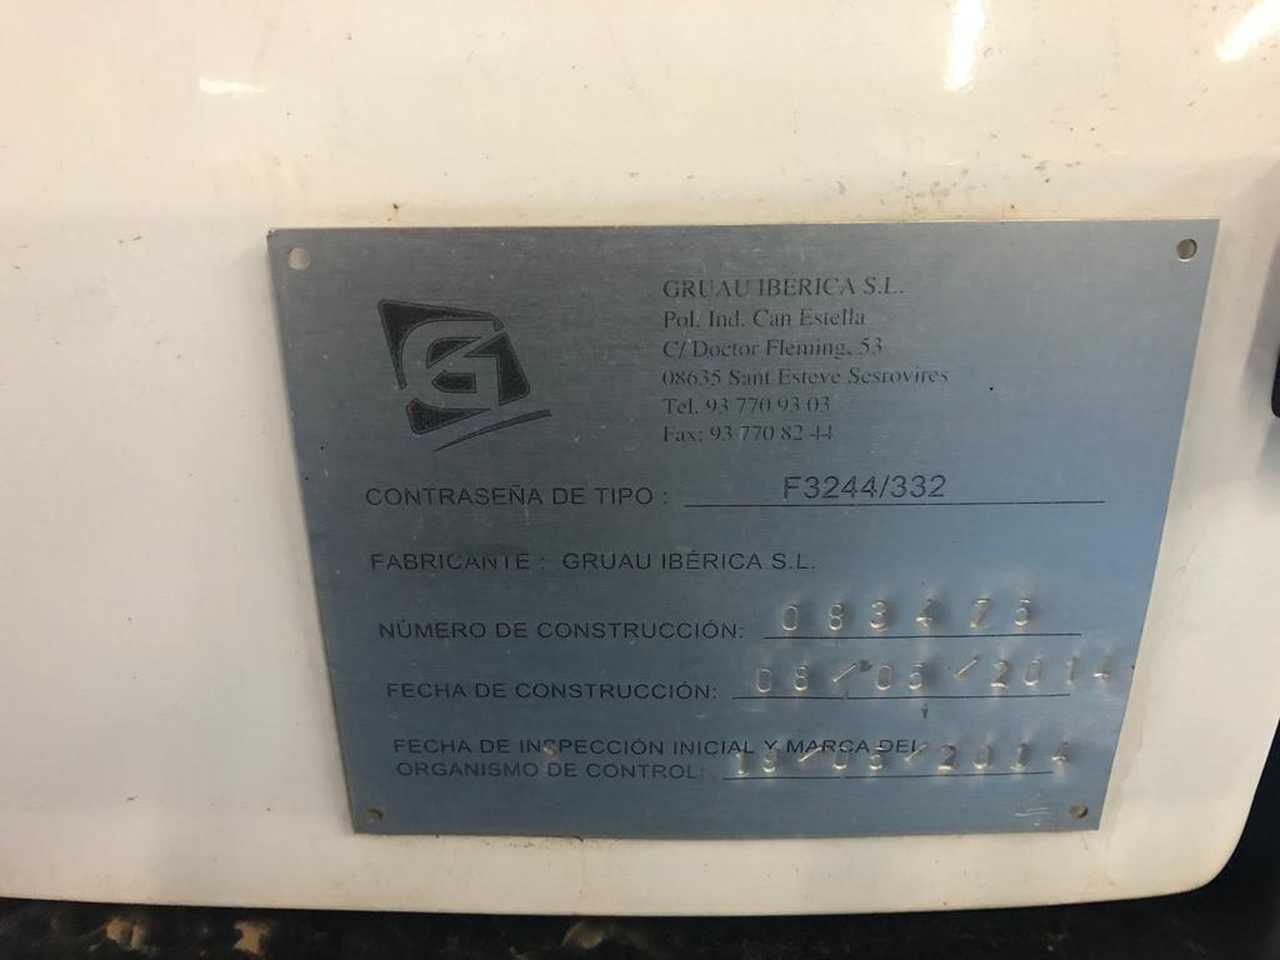 G
GRUAU IBERICA S.L.
Pol. Ind. Can Estella
C/ Doctor Fleming, 53
08635 Sant Esteve Sesrovires
Tel. 93 770 93 03
Fax: 93 770 82 44
CONTRASEÑA DE TIPO : F3244/332
FABRICANTE : GRUAU IBÉRICA S.L.
NÚMERO DE CONSTRUCCIÓN: 083475
FECHA DE CONSTRUCCIÓN: 08/05/2014
FECHA DE INSPECCIÓN INICIAL Y MARCA DEL
ORGANISMO DE CONTROL: